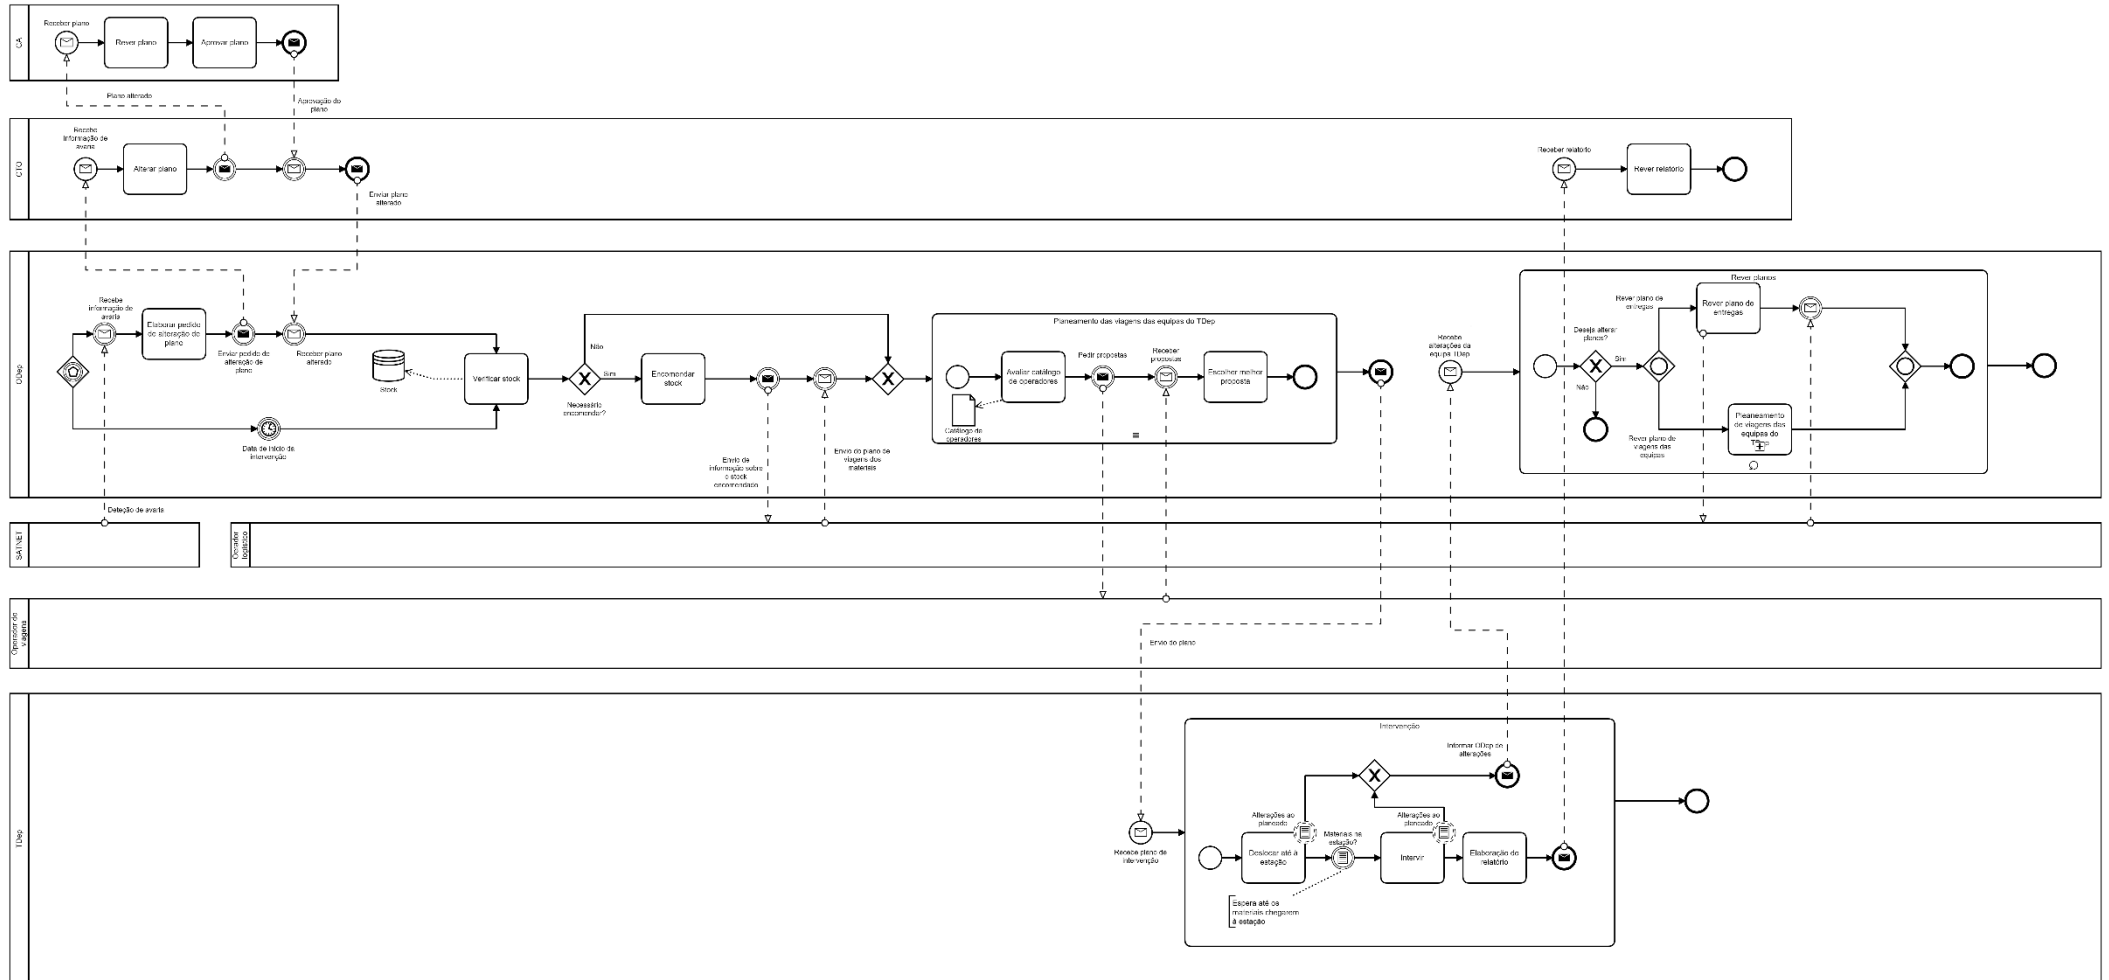 CA
Receber plano
Rever plano
Aprovar plano
Plano alterado
Aprovação do
plano
CTO
Recebe
informação de
avaria
Alterar plano
Enviar plano
alterado
Receber relatório
Rever relatório
ODep
Recebe
informação de
avaria
Elaborar pedido
de alteração de
plano
Enviar pedido de
alteração de
plano
Receber plano
alterado
Data de início da
intervenção
Stock
Verificar stock
Não
Sim
Necessário
encomendar?
Encomendar
stock
Envio de
informação sobre
o stock
encomendado
Envio do plano de
viagens dos
materiais
Planeamento das viagens das equipas do TDep
Avaliar catálogo
de operadores
Catálogo de
operadores
Pedir propostas
Receber
propostas
Escolher melhor
proposta
Recebe
alterações da
equipa TDep
Rever planos
Deseja alterar
planos?
Sim
Não
Rever plano de
entregas
Rever plano de
entregas
Rever plano de
viagens das
equipas
Pleaneamento
de viagens das
equipas do
Deteção de avaria
SATNET
logístico
Operador de
viagens
Envio do plano
TDep
Recebe plano de
intervenção
Intervenção
Informar ODep de
alterações
Alterações ao
planeado
Deslocar até à
estação
Materiais na
estação?
Alterações ao
planeado
Intervir
Elaboração do
relatório
Espera até os
materiais chegarem
à estação